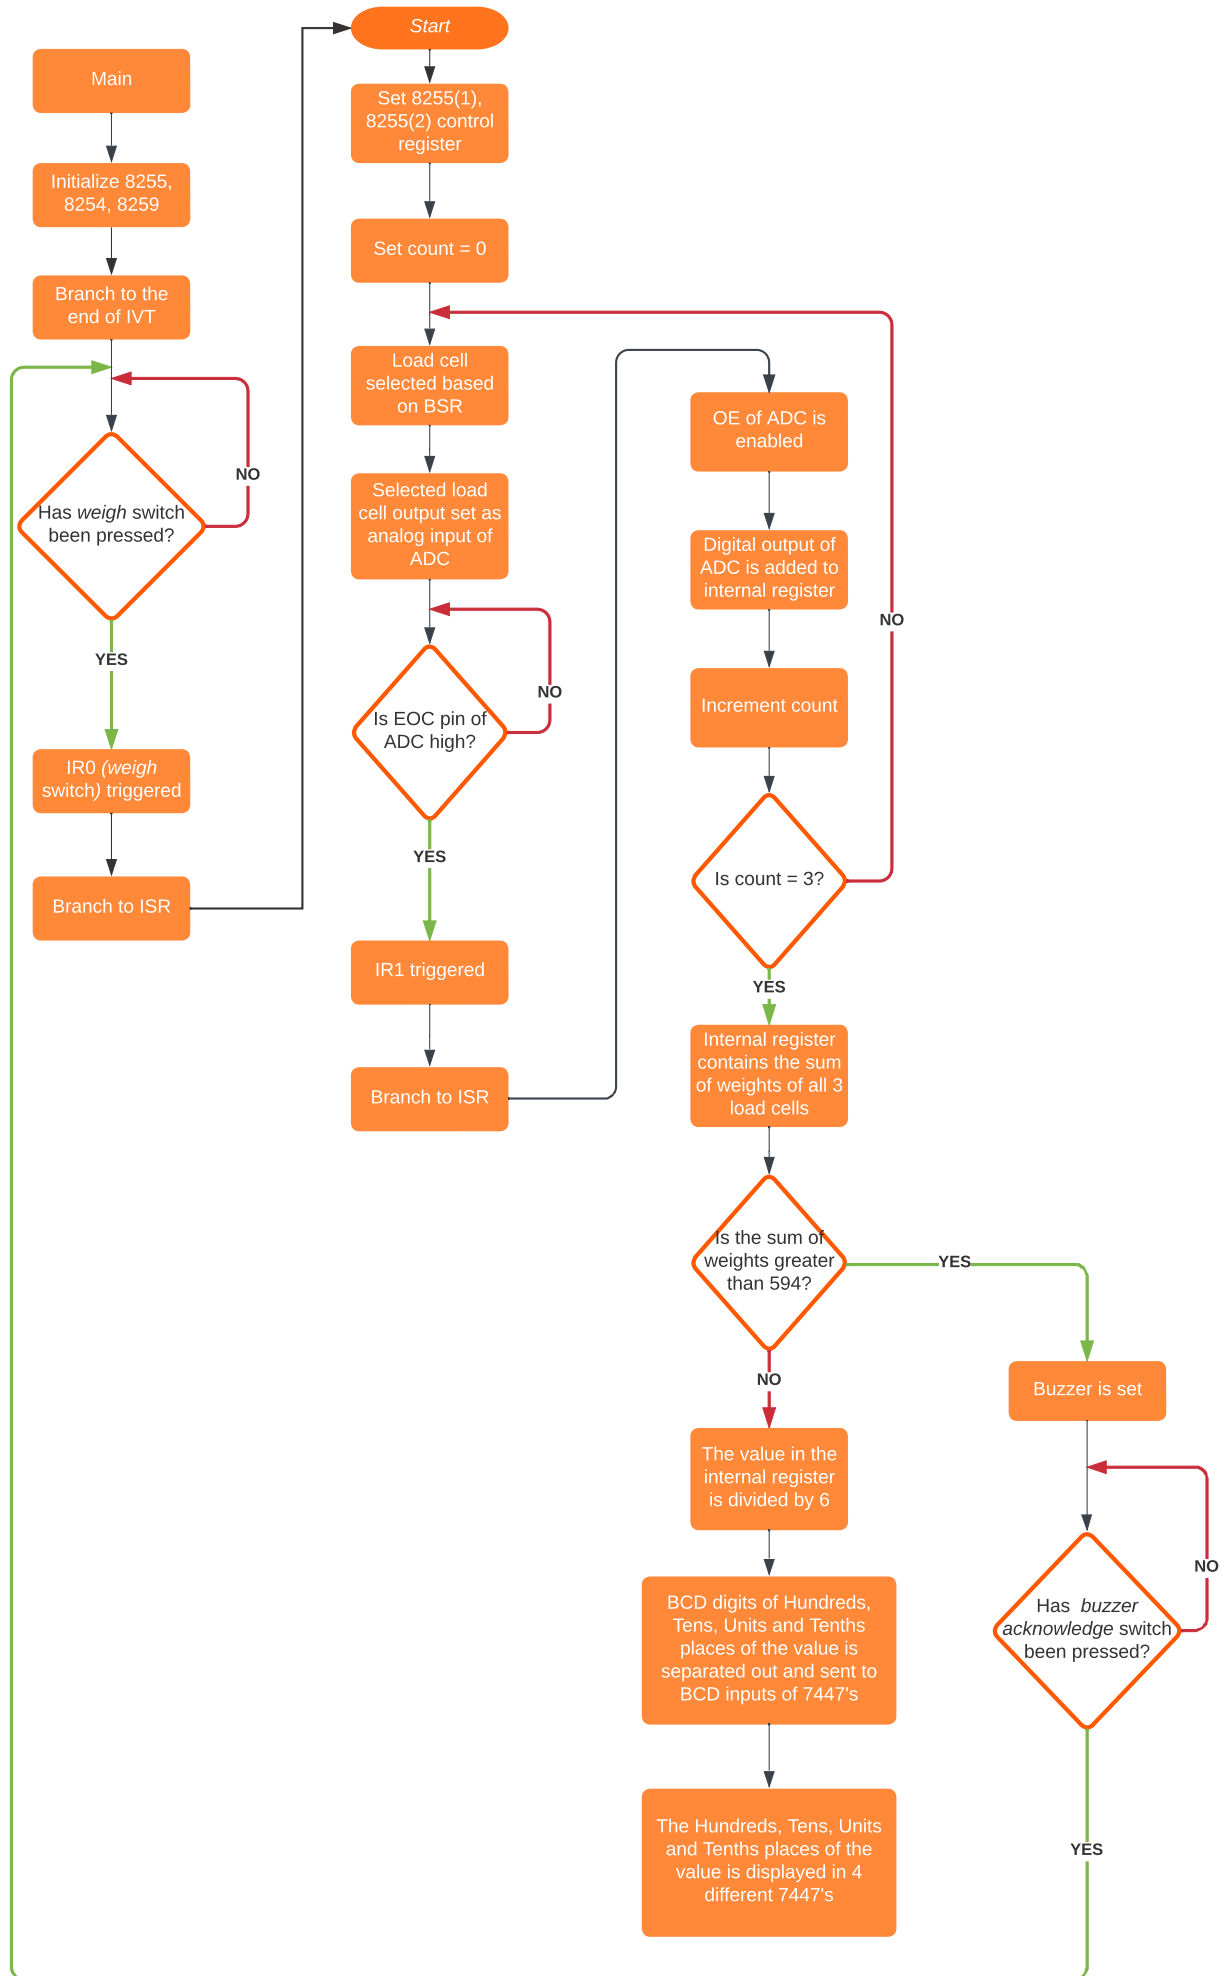 Main
Initialize 8255,
8254, 8259
Branch to the
end of IVT
Has weigh switch
been pressed?
NO
YES
IR0 (weigh
switch) triggered
Branch to ISR
Start
Set 8255(1),
8255(2) control
register
Set count = 0
Load cell
selected based
on BSR
Selected load
cell output set as
analog input of
ADC
Is EOC pin of
ADC high?
NO
YES
IR1 triggered
Branch to ISR
OE of ADC is
enabled
Digital output of
ADC is added to
internal register
Increment count
Is count = 3?
NO
YES
Internal register
contains the sum
of weights of all 3
load cells
Is the sum of
weights greater
than 594?
YES
NO
The value in the
internal register
is divided by 6
BCD digits of Hundreds,
Tens, Units and Tenths
places of the value is
separated out and sent to
BCD inputs of 7447's
The Hundreds, Tens, Units
and Tenths places of the
value is displayed in 4
different 7447's
Buzzer is set
Has buzzer
acknowledge switch
been pressed?
NO
YES